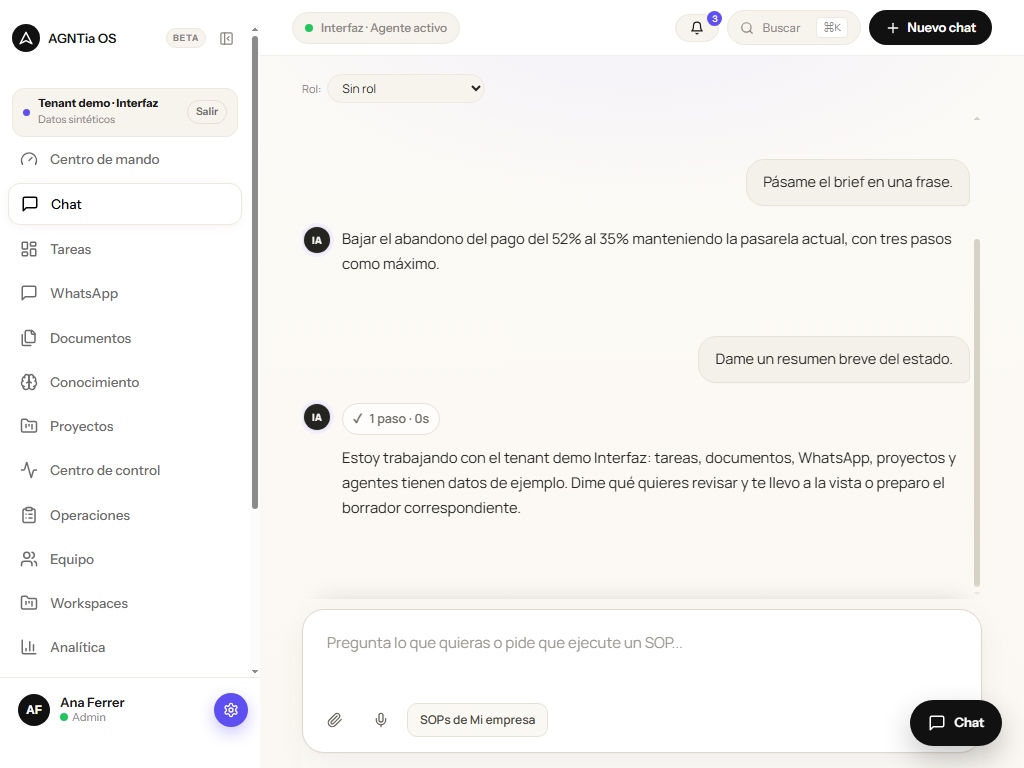 AGNTia OS
BETA
Tenant demo · Interfaz
Datos sintéticos
Salir
Centro de mando
Chat
Tareas
WhatsApp
Documentos
Conocimiento
Proyectos
Centro de control
Operaciones
Equipo
Workspaces
Analítica
AF
Ana Ferrer
Admin
Interfaz · Agente activo
3
Buscar
⌘K
Nuevo chat
Rol:
Sin rol
Pásame el brief en una frase.
IA
Bajar el abandono del pago del 52% al 35% manteniendo la pasarela actual, con tres pasos
como máximo.
Dame un resumen breve del estado.
IA
✓ 1 paso · 0s
Estoy trabajando con el tenant demo Interfaz: tareas, documentos, WhatsApp, proyectos y
agentes tienen datos de ejemplo. Dime qué quieres revisar y te llevo a la vista o preparo el
borrador correspondiente.
Pregunta lo que quieras o pide que ejecute un SOP...
SOPs de Mi empresa
Chat